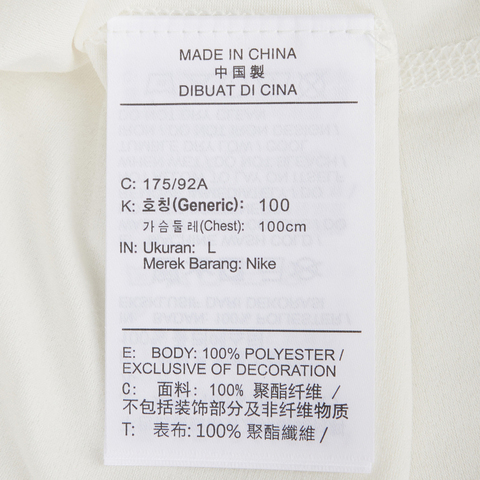 MADE IN CHINA
中国製
DIBUAT DI CINA
C: 175/92A
K: 호칭(Generic): 100
가슴둘레(Chest): 100cm
IN: Ukuran: L
Merek Barang: Nike
E: BODY: 100% POLYESTER /
EXCLUSIVE OF DECORATION
C: 面料: 100% 聚酯纤维 /
不包括装饰部分及非纤维物质
T: 表布: 100% 聚酯纖維 /